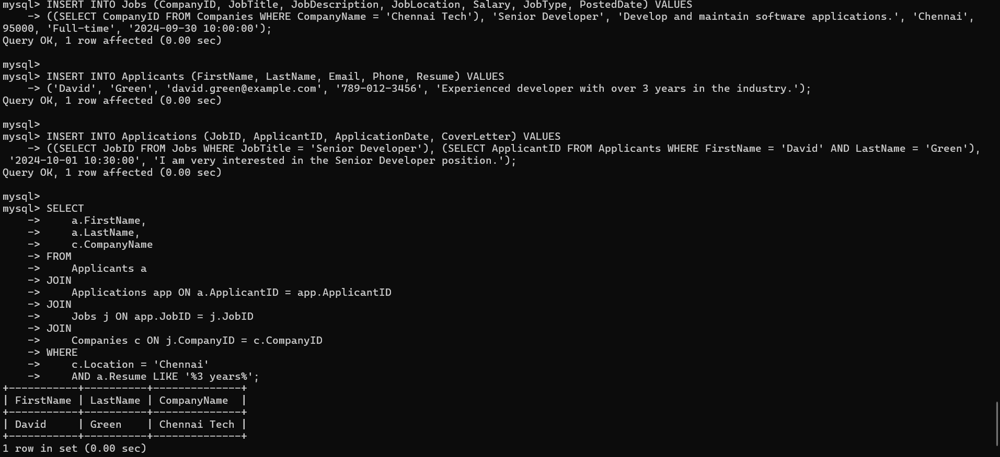 mysql> INSERT INTO Jobs (CompanyID, JobTitle, JobDescription, JobLocation, Salary, JobType, PostedDate) VALUES
    -> ((SELECT CompanyID FROM Companies WHERE CompanyName = 'Chennai Tech'), 'Senior Developer', 'Develop and maintain software applications.', 'Chennai',
95000, 'Full-time', '2024-09-30 10:00:00');
Query OK, 1 row affected (0.00 sec)

mysql>
mysql> INSERT INTO Applicants (FirstName, LastName, Email, Phone, Resume) VALUES
    -> ('David', 'Green', 'david.green@example.com', '789-012-3456', 'Experienced developer with over 3 years in the industry.');
Query OK, 1 row affected (0.00 sec)

mysql>
mysql> INSERT INTO Applications (JobID, ApplicantID, ApplicationDate, CoverLetter) VALUES
    -> ((SELECT JobID FROM Jobs WHERE JobTitle = 'Senior Developer'), (SELECT ApplicantID FROM Applicants WHERE FirstName = 'David' AND LastName = 'Green'),
 '2024-10-01 10:30:00', 'I am very interested in the Senior Developer position.');
Query OK, 1 row affected (0.00 sec)

mysql>
mysql> SELECT
    ->     a.FirstName,
    ->     a.LastName,
    ->     c.CompanyName
    -> FROM
    ->     Applicants a
    -> JOIN
    ->     Applications app ON a.ApplicantID = app.ApplicantID
    -> JOIN
    ->     Jobs j ON app.JobID = j.JobID
    -> JOIN
    ->     Companies c ON j.CompanyID = c.CompanyID
    -> WHERE
    ->     c.Location = 'Chennai'
    ->     AND a.Resume LIKE '%3 years%';
+-----------+----------+--------------+
| FirstName | LastName | CompanyName  |
+-----------+----------+--------------+
| David     | Green    | Chennai Tech |
+-----------+----------+--------------+
1 row in set (0.00 sec)